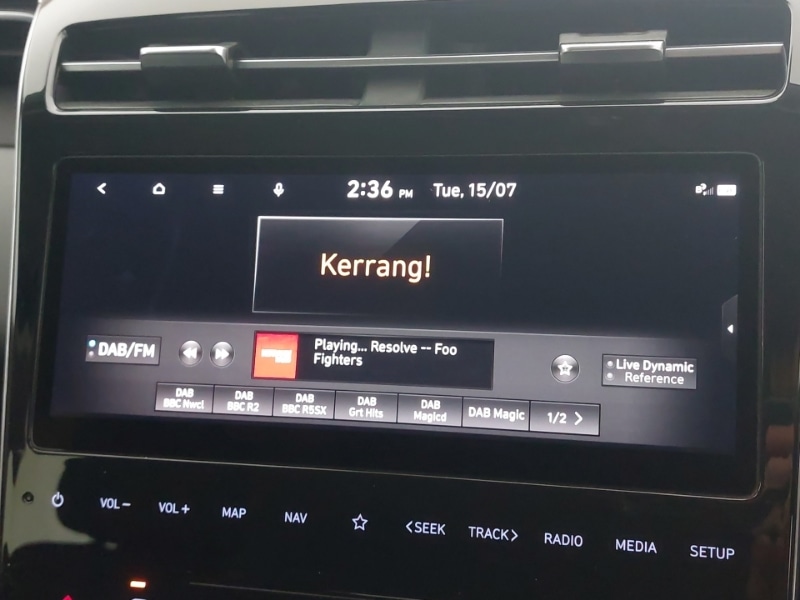 2:36 PM Tue, 15/07
Kerrang!
DAB/FM
Playing... Resolve -- Foo
Fighters
Live Dynamic
Reference
DAB
BBC Nwcl
DAB
BBC R2
DAB
BBC R5SX
DAB
Grt Hits
DAB
Magicd
DAB Magic
1/2 >
VOL−
VOL+
MAP
NAV
<SEEK
TRACK>
RADIO
MEDIA
SETUP